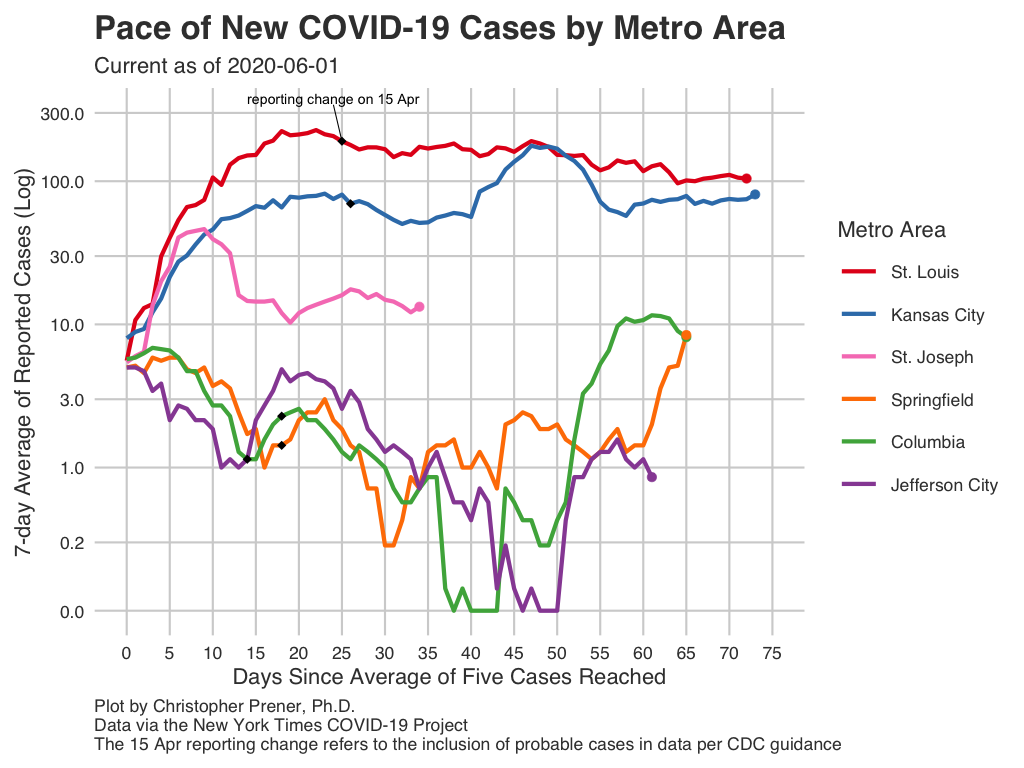 Pace of New COVID-19 Cases by Metro Area
Current as of 2020-06-01
reporting change on 15 Apr
300.0
100.0
30.0
10.0
3.0
1.0
0.2
0.0
7-day Average of Reported Cases (Log)
0 5 10 15 20 25 30 35 40 45 50 55 60 65 70 75
Days Since Average of Five Cases Reached
Metro Area
St. Louis
Kansas City
St. Joseph
Springfield
Columbia
Jefferson City
Plot by Christopher Prener, Ph.D.
Data via the New York Times COVID-19 Project
The 15 Apr reporting change refers to the inclusion of probable cases in data per CDC guidance